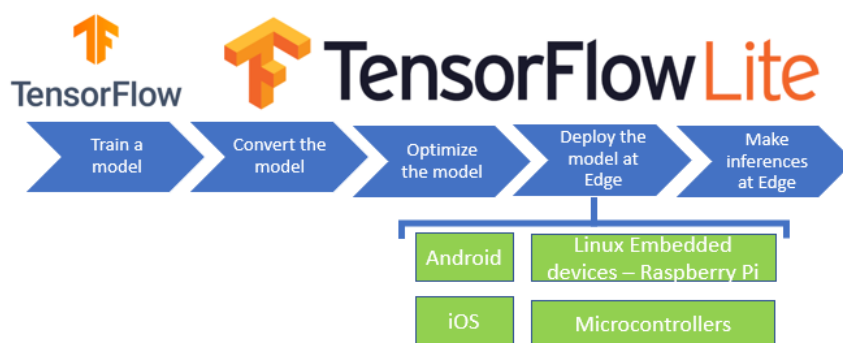 TensorFlow
TensorFlow Lite
Train a
model
Convert the
model
Optimize
the model
Deploy the
model at
Edge
Make
inferences
at Edge
Android
Linux Embedded
devices – Raspberry Pi
iOS
Microcontrollers